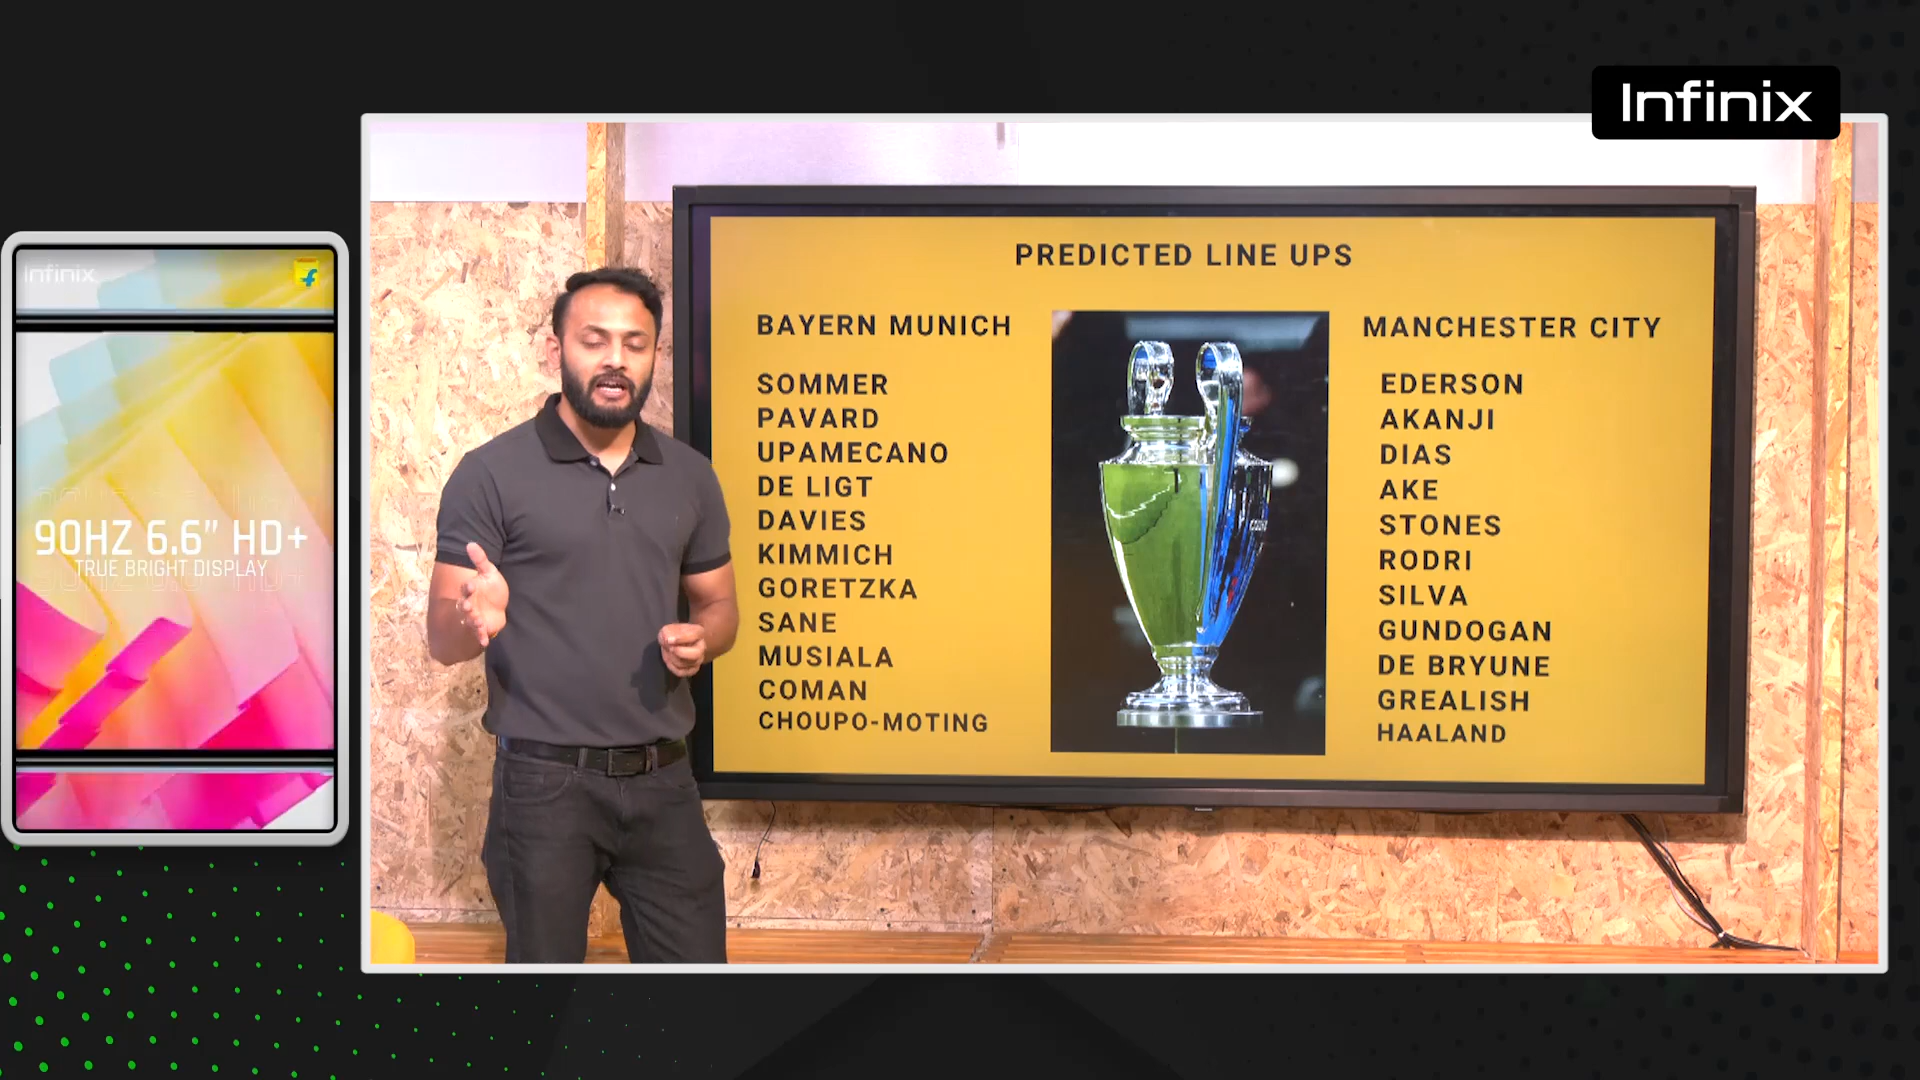 Infinix
Infinix
90HZ 6.6” HD+
TRUE BRIGHT DISPLAY
PREDICTED LINE UPS
BAYERN MUNICH
SOMMER
PAVARD
UPAMECANO
DE LIGT
DAVIES
KIMMICH
GORETZKA
SANE
MUSIALA
COMAN
CHOUPO-MOTING
MANCHESTER CITY
EDERSON
AKANJI
DIAS
AKE
STONES
RODRI
SILVA
GUNDOGAN
DE BRYUNE
GREALISH
HAALAND